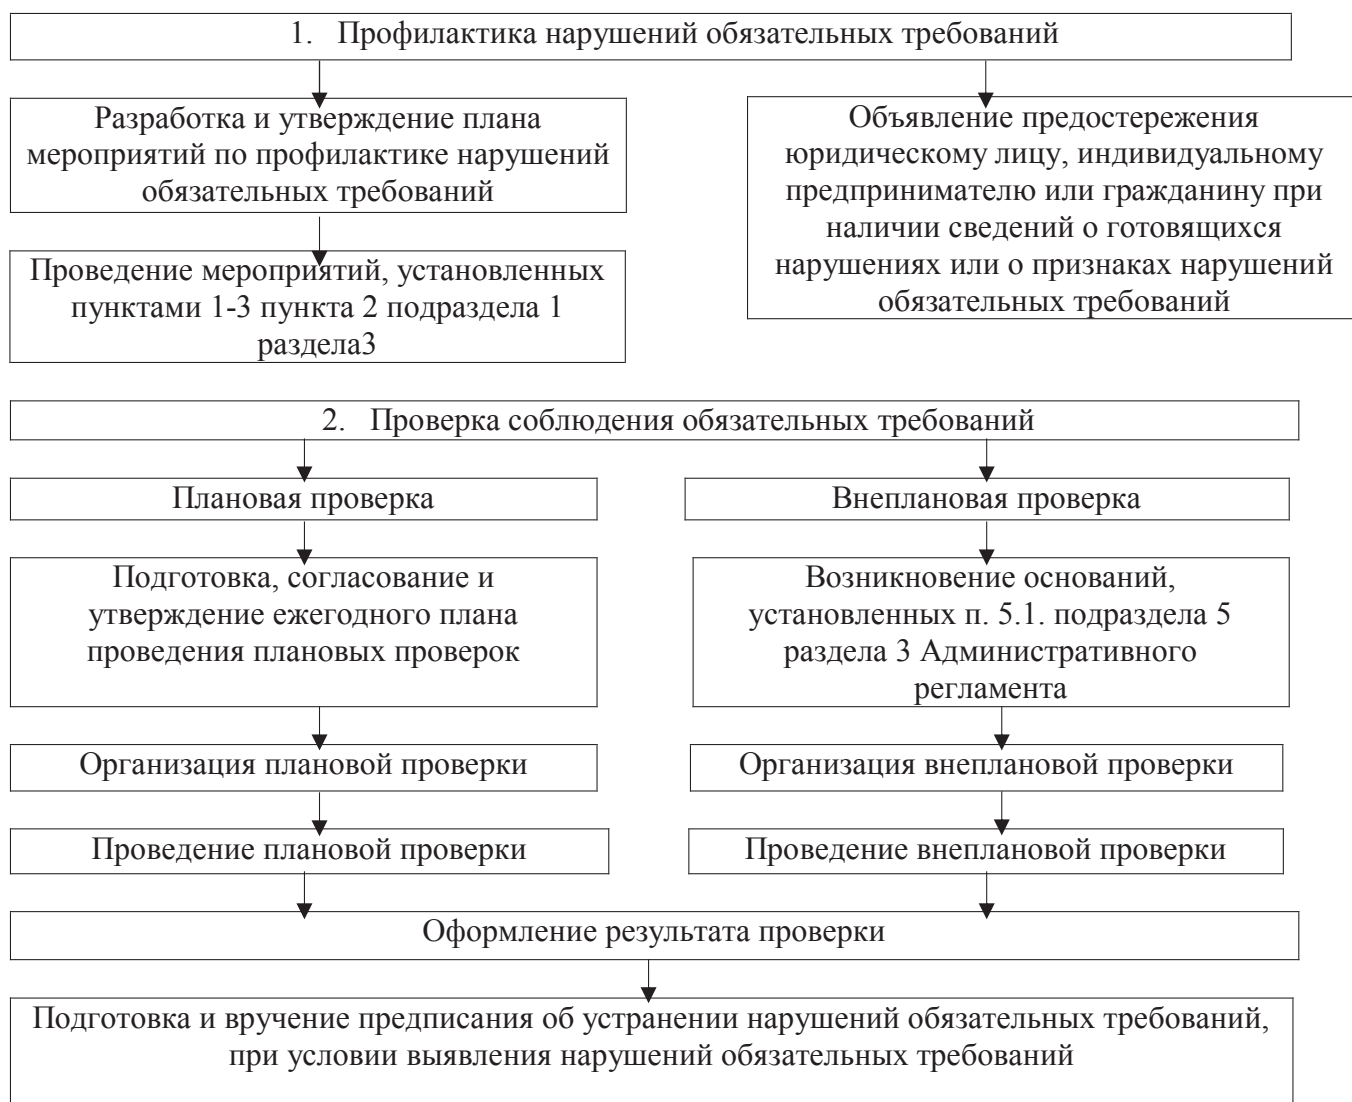 1. Профилактика нарушений обязательных требований
Разработка и утверждение плана
мероприятий по профилактике нарушений
обязательных требований
Проведение мероприятий, установленных
пунктами 1-3 пункта 2 подраздела 1
раздела3
Объявление предостережения
юридическому лицу, индивидуальному
предпринимателю или гражданину при
наличии сведений о готовящихся
нарушениях или о признаках нарушений
обязательных требований
2. Проверка соблюдения обязательных требований
Плановая проверка
Подготовка, согласование и
утверждение ежегодного плана
проведения плановых проверок
Организация плановой проверки
Проведение плановой проверки
Внеплановая проверка
Возникновение оснований,
установленных п. 5.1. подраздела 5
раздела 3 Административного
регламента
Организация внеплановой проверки
Проведение внеплановой проверки
Оформление результата проверки
Подготовка и вручение предписания об устранении нарушений обязательных требований,
при условии выявления нарушений обязательных требований